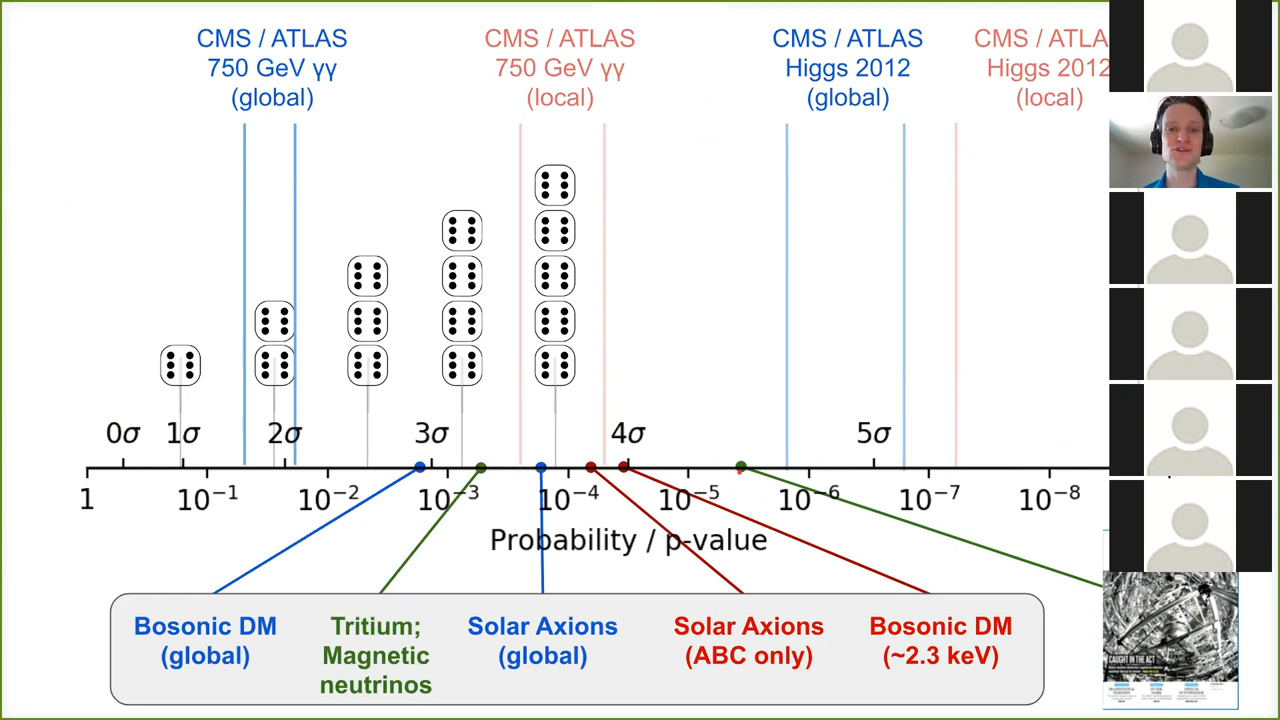 CMS / ATLAS
750 GeV γγ
(global)
CMS / ATLAS
750 GeV γγ
(local)
CMS / ATLAS
Higgs 2012
(global)
CMS / ATLA
Higgs 2012
(local)
0σ 1σ 2σ 3σ 4σ 5σ
1 10⁻¹ 10⁻² 10⁻³ 10⁻⁴ 10⁻⁵ 10⁻⁶ 10⁻⁷ 10⁻⁸
Probability / p-value
Bosonic DM
(global)
Tritium;
Magnetic
neutrinos
Solar Axions
(global)
Solar Axions
(ABC only)
Bosonic DM
(~2.3 keV)
CAUGHT IN THE ACT